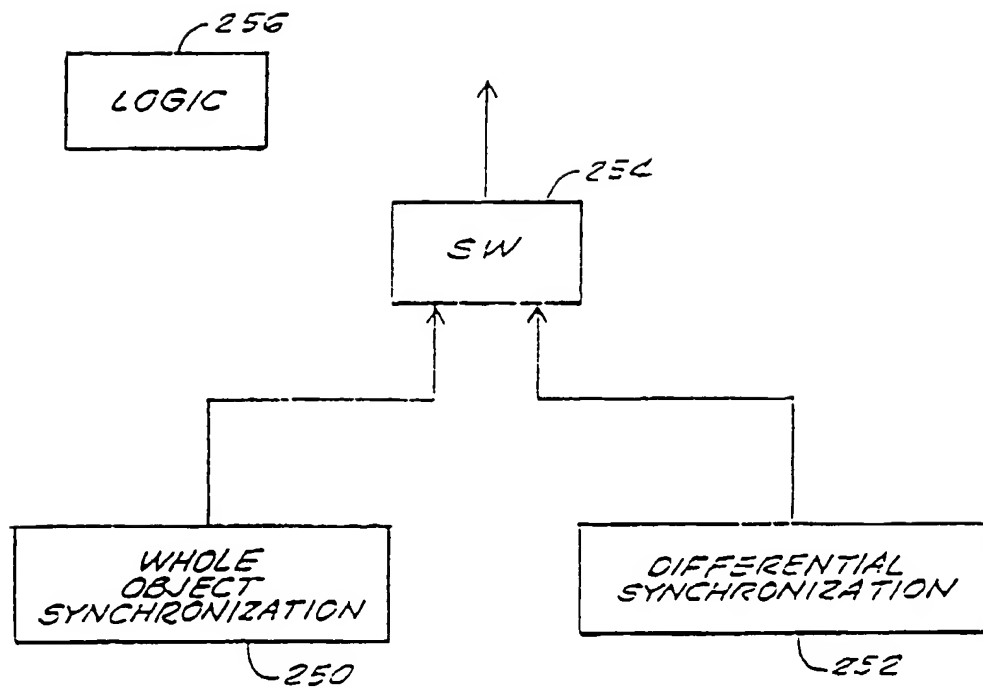 256
LOGIC
254
SW
WHOLE
OBJECT
SYNCHRONIZATION
DIFFERENTIAL
SYNCHRONIZATION
250
252